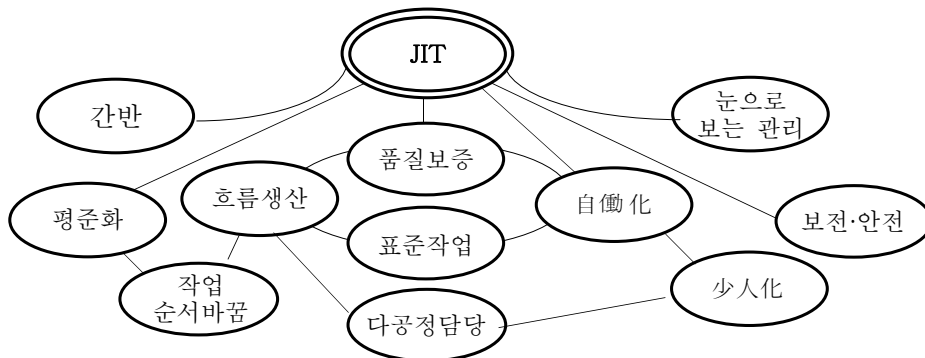 JIT
간반
눈으로
보는 관리
품질보증
흐름생산
自働化
평준화
표준작업
보전·안전
작업
순서바꿈
少人化
다공정담당